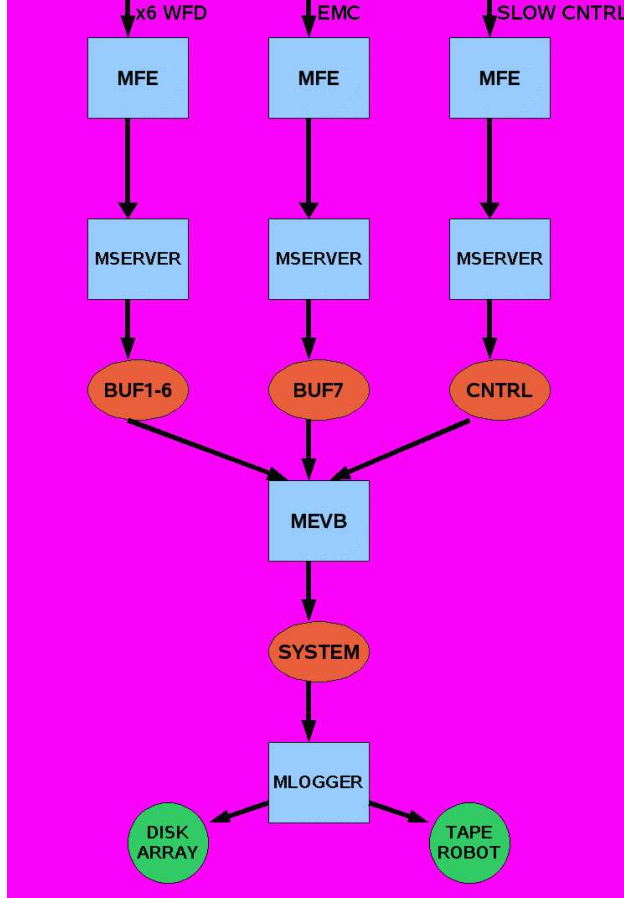 x6 WFD
EMC
SLOW CNTRL
MFE
MFE
MFE
MSERVER
MSERVER
MSERVER
BUF1-6
BUF7
CNTRL
MEVB
SYSTEM
MLOGGER
DISK
ARRAY
TAPE
ROBOT